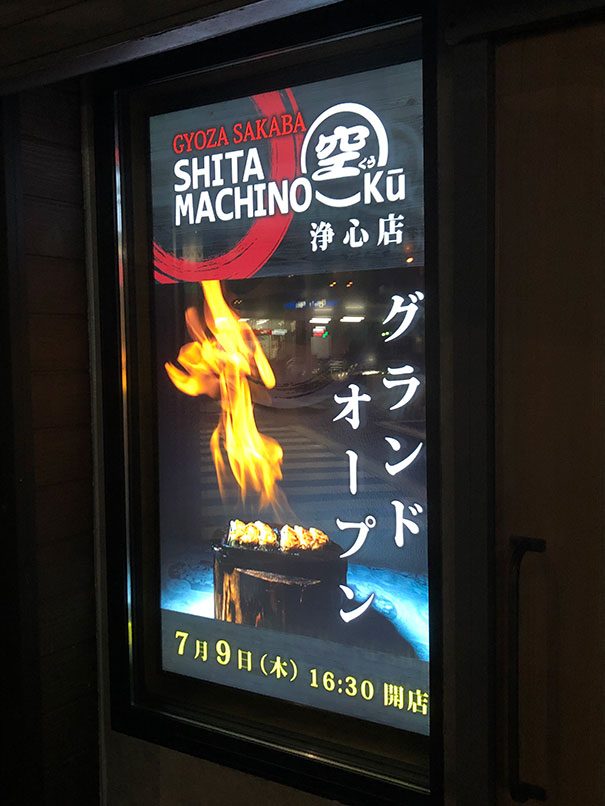 GYOZA SAKABA
SHITA
MACHINO
空
くう
Kū
浄心店
グランド
オープン
7月9日(木) 16:30 開店